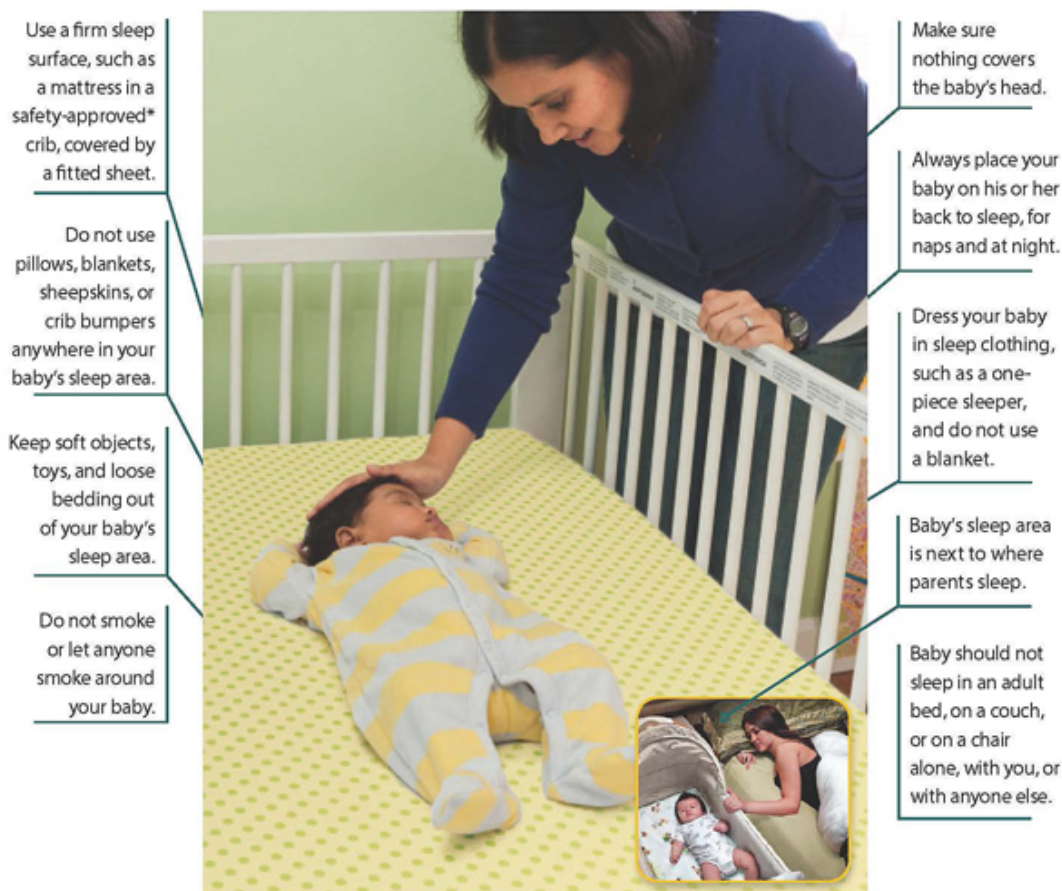 Use a firm sleep
surface, such as
a mattress in a
safety-approved*
crib, covered by
a fitted sheet.
Do not use
pillows, blankets,
sheepskins, or
crib bumpers
anywhere in your
baby's sleep area.
Keep soft objects,
toys, and loose
bedding out
of your baby's
sleep area.
Do not smoke
or let anyone
smoke around
your baby.
Make sure
nothing covers
the baby's head.
Always place your
baby on his or her
back to sleep, for
naps and at night.
Dress your baby
in sleep clothing,
such as a one-
piece sleeper,
and do not use
a blanket.
Baby's sleep area
is next to where
parents sleep.
Baby should not
sleep in an adult
bed, on a couch,
or on a chair
alone, with you, or
with anyone else.